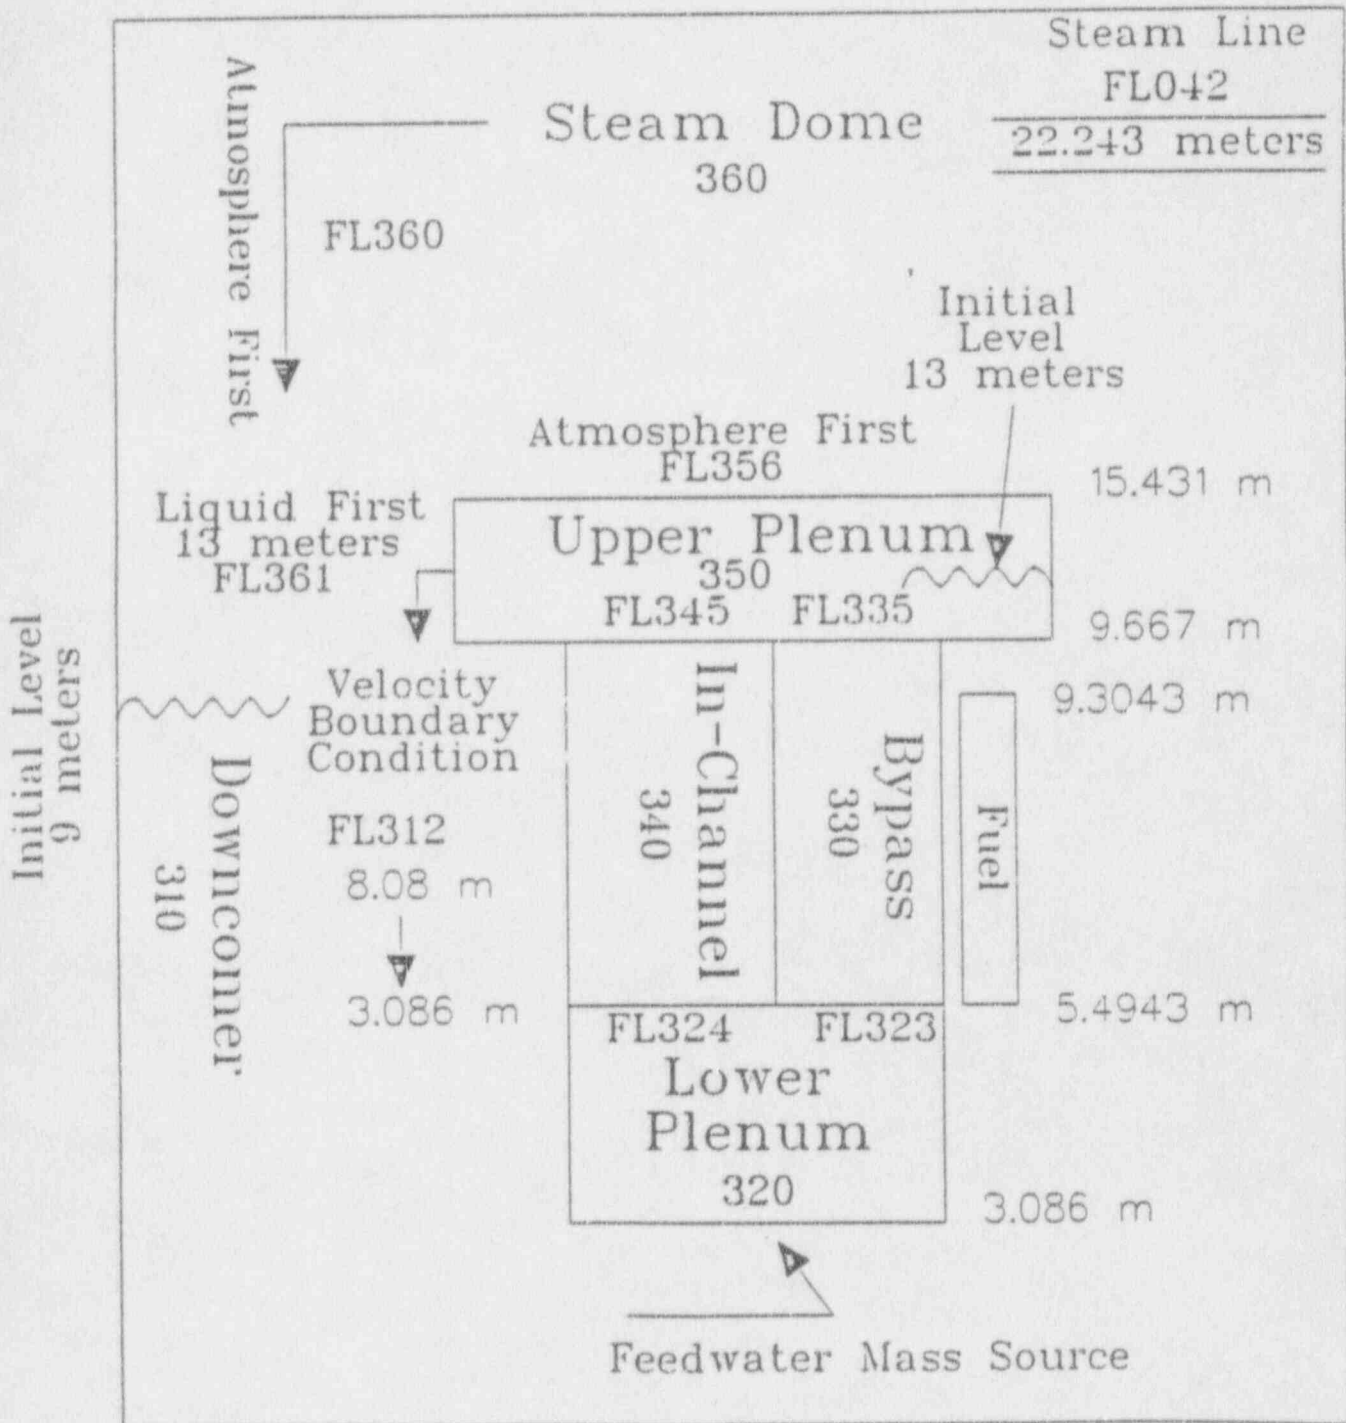 Steam Line
FL042
22.243 meters
Steam Dome
360
Atmosphere First
FL360
Initial
Level
13 meters
Atmosphere First
FL356
15.431 m
Liquid First
13 meters
FL361
Upper Plenum
350
FL345 FL335
9.667 m
Initial Level
9 meters
Velocity
Boundary
Condition
FL312
8.08 m
3.086 m
Downcomer
310
In-Channel
340
Bypass
330
Fuel
9.3043 m
5.4943 m
FL324 FL323
Lower
Plenum
320
3.086 m
Feedwater Mass Source